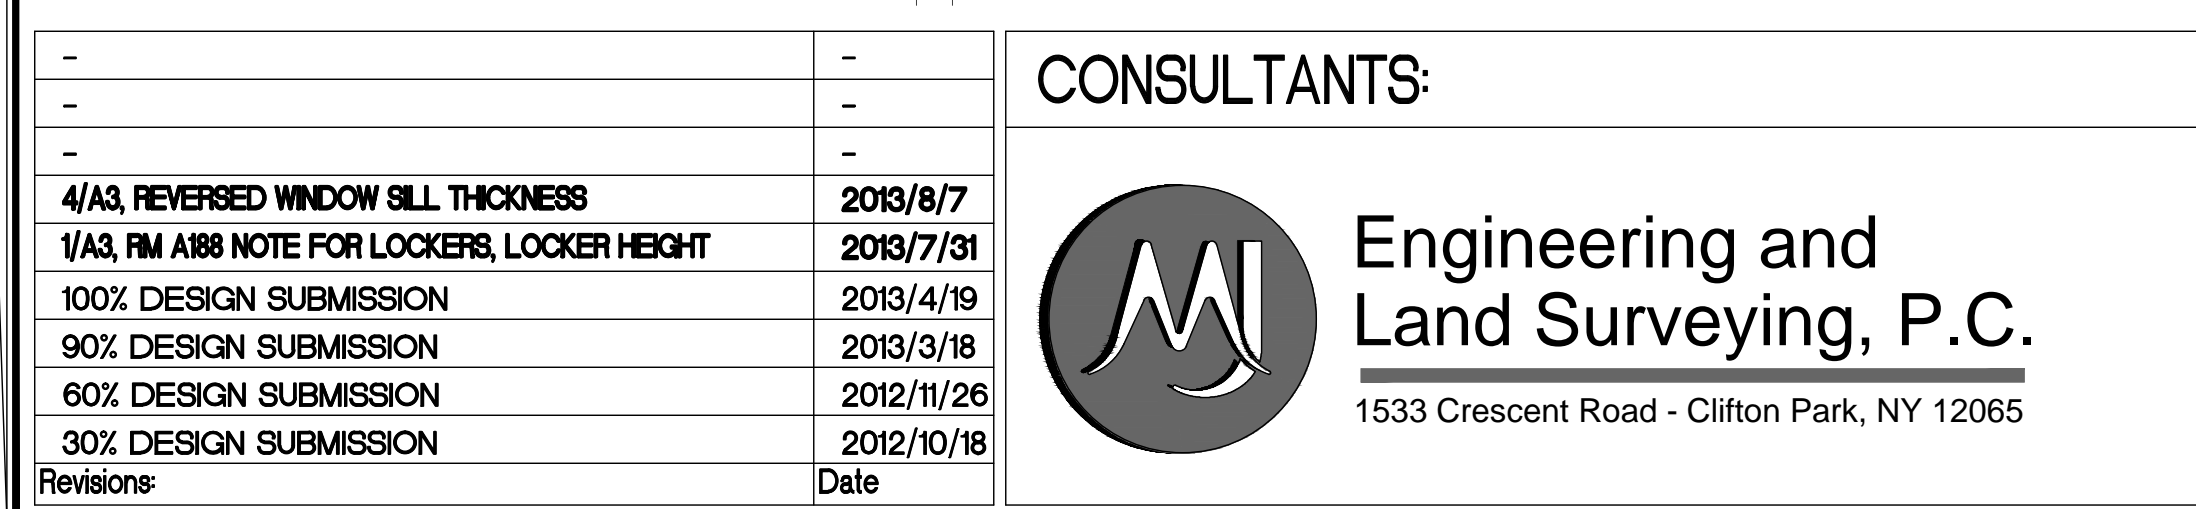 - -
- -
- -
4/A3, REVERSED WINDOW SILL THICKNESS 2013/8/7
1/A3, RM A188 NOTE FOR LOCKERS, LOCKER HEIGHT 2013/7/31
100% DESIGN SUBMISSION 2013/4/19
90% DESIGN SUBMISSION 2013/3/18
60% DESIGN SUBMISSION 2012/11/26
30% DESIGN SUBMISSION 2012/10/18
Revisions: Date
CONSULTANTS:
MJ
Engineering and
Land Surveying, P.C.
1533 Crescent Road - Clifton Park, NY 12065